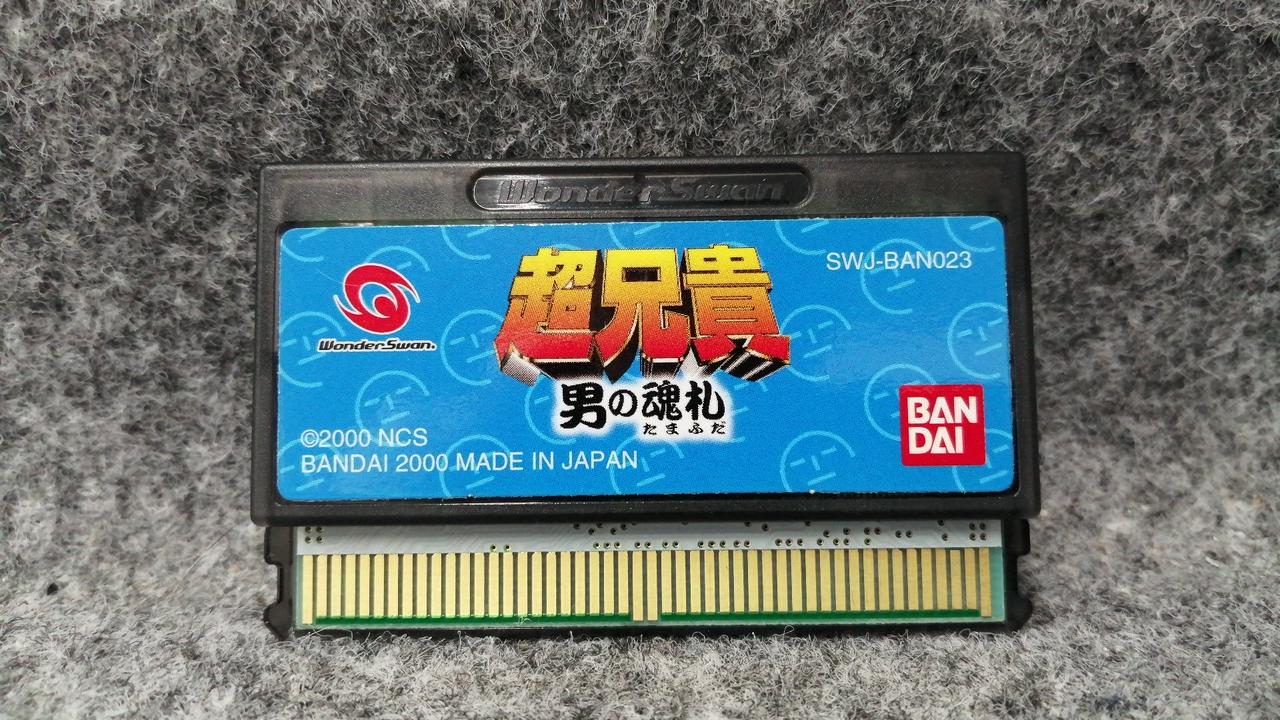 WonderSwan
超兄貴
SWJ-BAN023
WonderSwan.
男の魂札
たまふだ
©2000 NCS
BANDAI 2000 MADE IN JAPAN
BAN
DAI